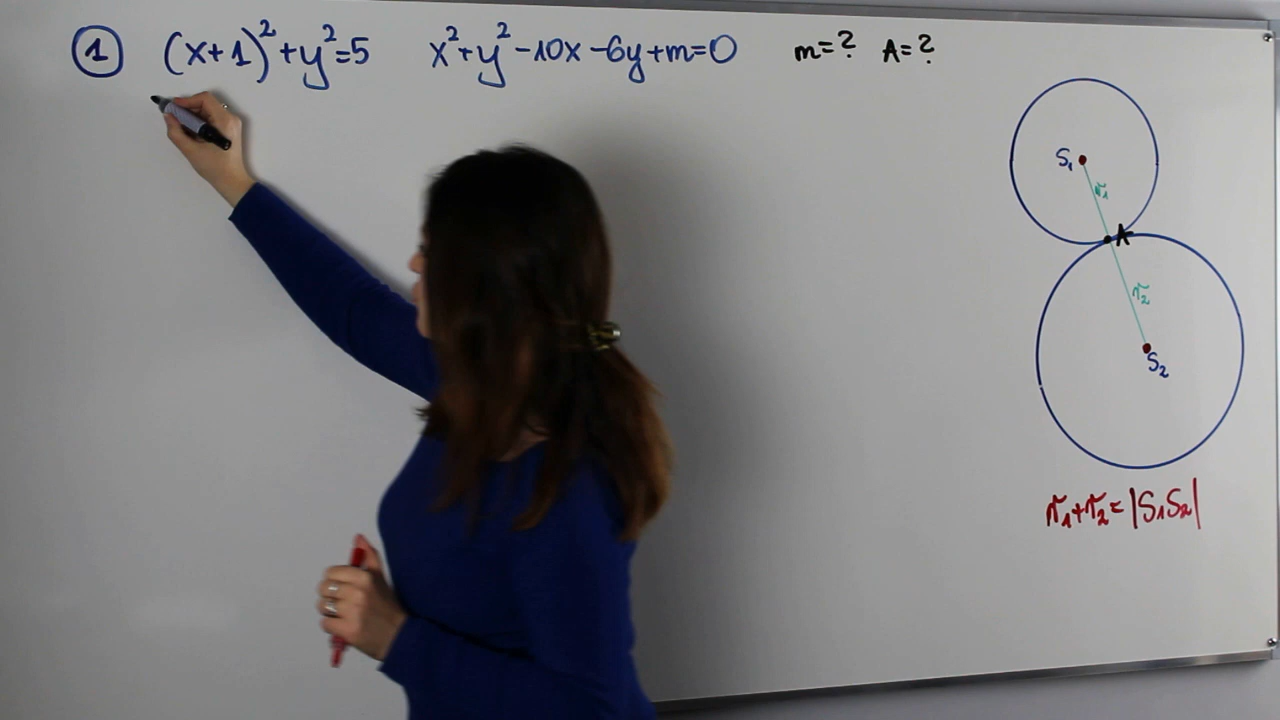 ① (x+1)²+y²=5 x²+y²-10x-6y+m=0 m=? A=?
S₁
r₁
A
r₂
S₂
r₁+r₂=|S₁S₂|